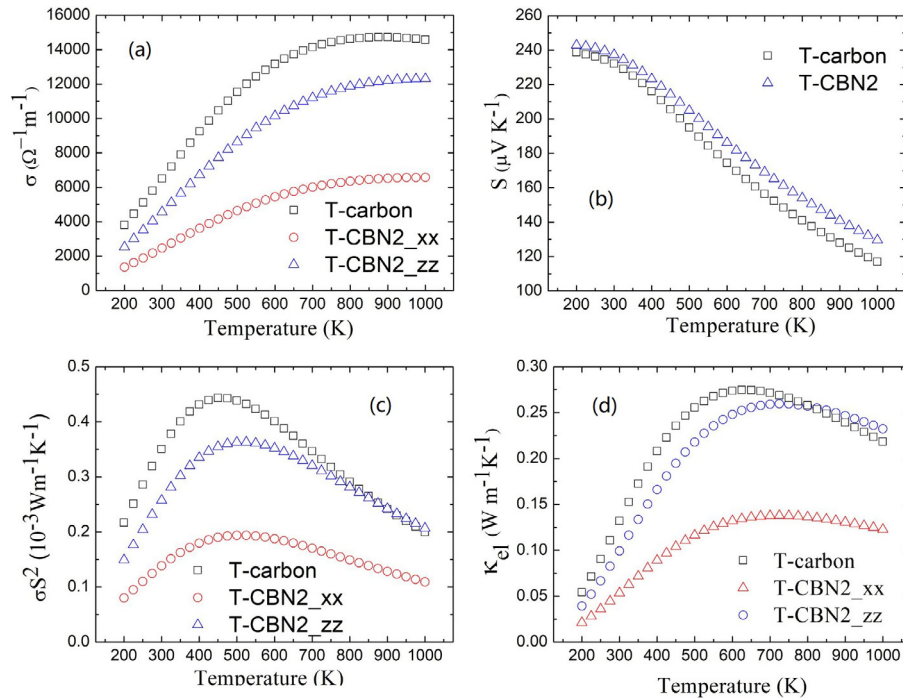 (a)
16000
14000
12000
10000
8000
6000
4000
2000
0
σ (Ω⁻¹m⁻¹)
T-carbon
T-CBN2_xx
T-CBN2_zz
200 300 400 500 600 700 800 900 1000
Temperature (K)
(b)
260
240
220
200
180
160
140
120
100
S (μV K⁻¹)
T-carbon
T-CBN2
200 300 400 500 600 700 800 900 1000
Temperature (K)
(c)
0.5
0.4
0.3
0.2
0.1
0.0
σS² (10⁻³Wm⁻¹K⁻¹)
T-carbon
T-CBN2_xx
T-CBN2_zz
200 300 400 500 600 700 800 900 1000
Temperature (K)
(d)
0.30
0.25
0.20
0.15
0.10
0.05
0.00
κel (W m⁻¹K⁻¹)
T-carbon
T-CBN2_xx
T-CBN2_zz
200 300 400 500 600 700 800 900 1000
Temperature (K)